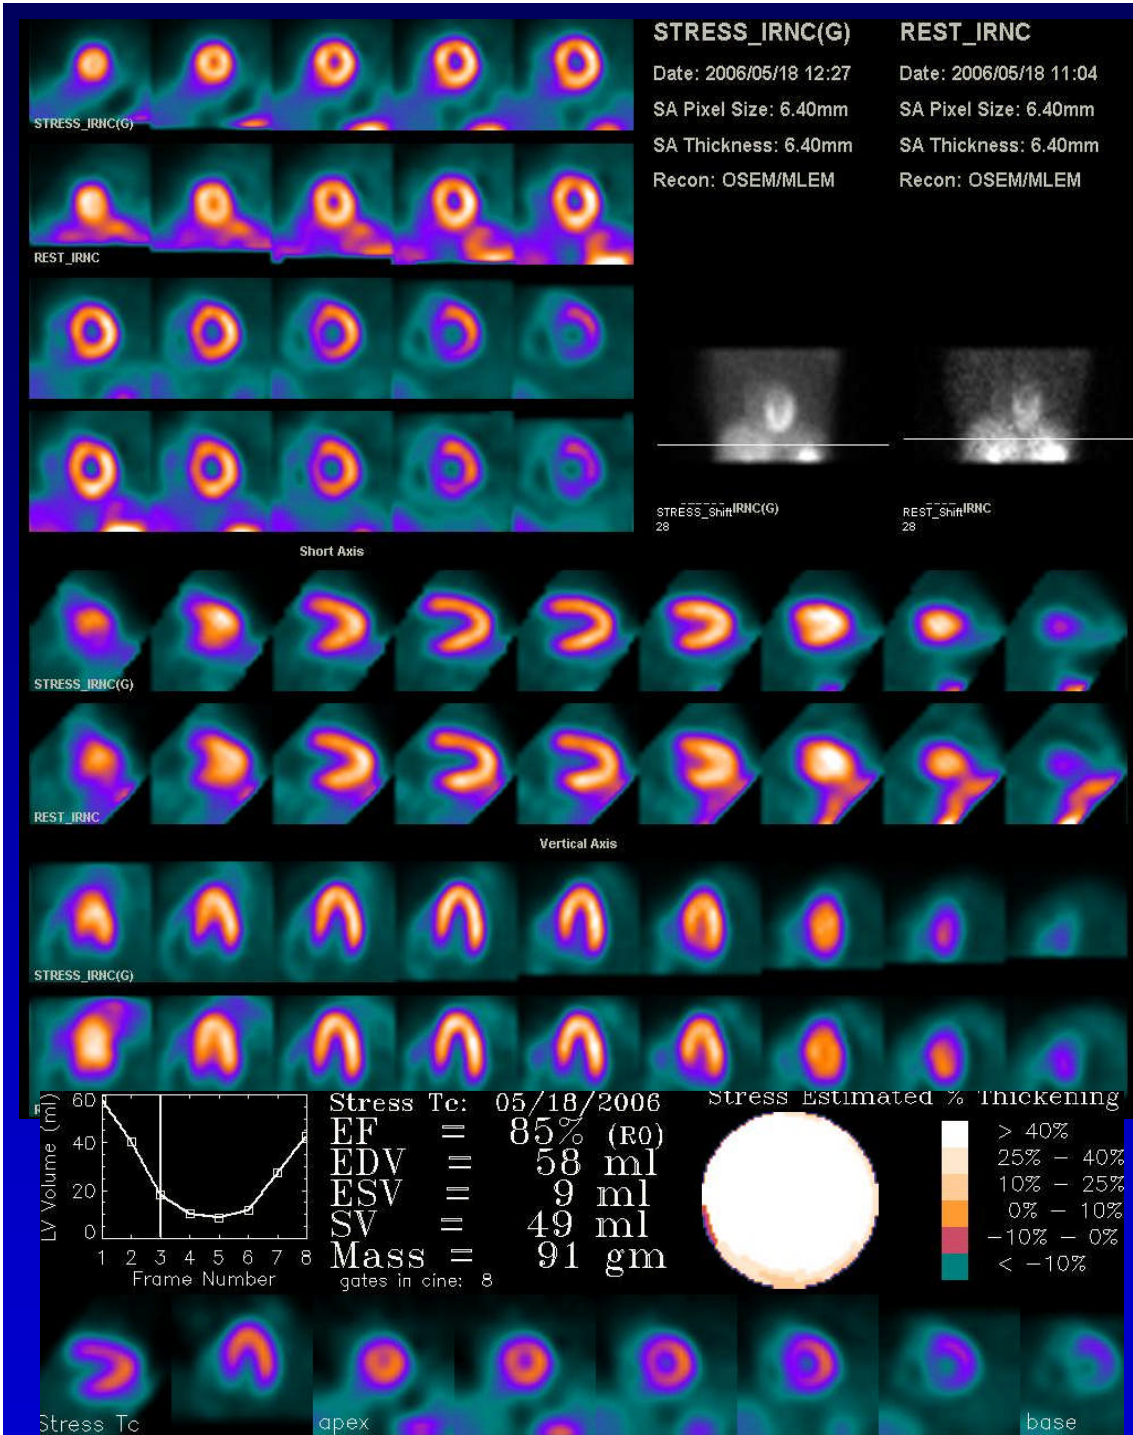 STRESS_IRNC(G)
Date: 2006/05/18 12:27
SA Pixel Size: 6.40mm
SA Thickness: 6.40mm
Recon: OSEM/MLEM
REST_IRNC
Date: 2006/05/18 11:04
SA Pixel Size: 6.40mm
SA Thickness: 6.40mm
Recon: OSEM/MLEM
STRESS_IRNC(G)
REST_IRNC
STRESS_Shift IRNC(G)
28
REST_Shift IRNC
28
Short Axis
STRESS_IRNC(G)
REST_IRNC
Vertical Axis
STRESS_IRNC(G)
R
LV Volume (ml)
60
40
20
0
1 2 3 4 5 6 7 8
Frame Number
Stress Tc: 05/18/2006
EF = 85% (R0)
EDV = 58 ml
ESV = 9 ml
SV = 49 ml
Mass = 91 gm
gates in cine: 8
Stress Estimated % Thickening
> 40%
25% - 40%
10% - 25%
0% - 10%
-10% - 0%
< -10%
Stress Tc
apex
base